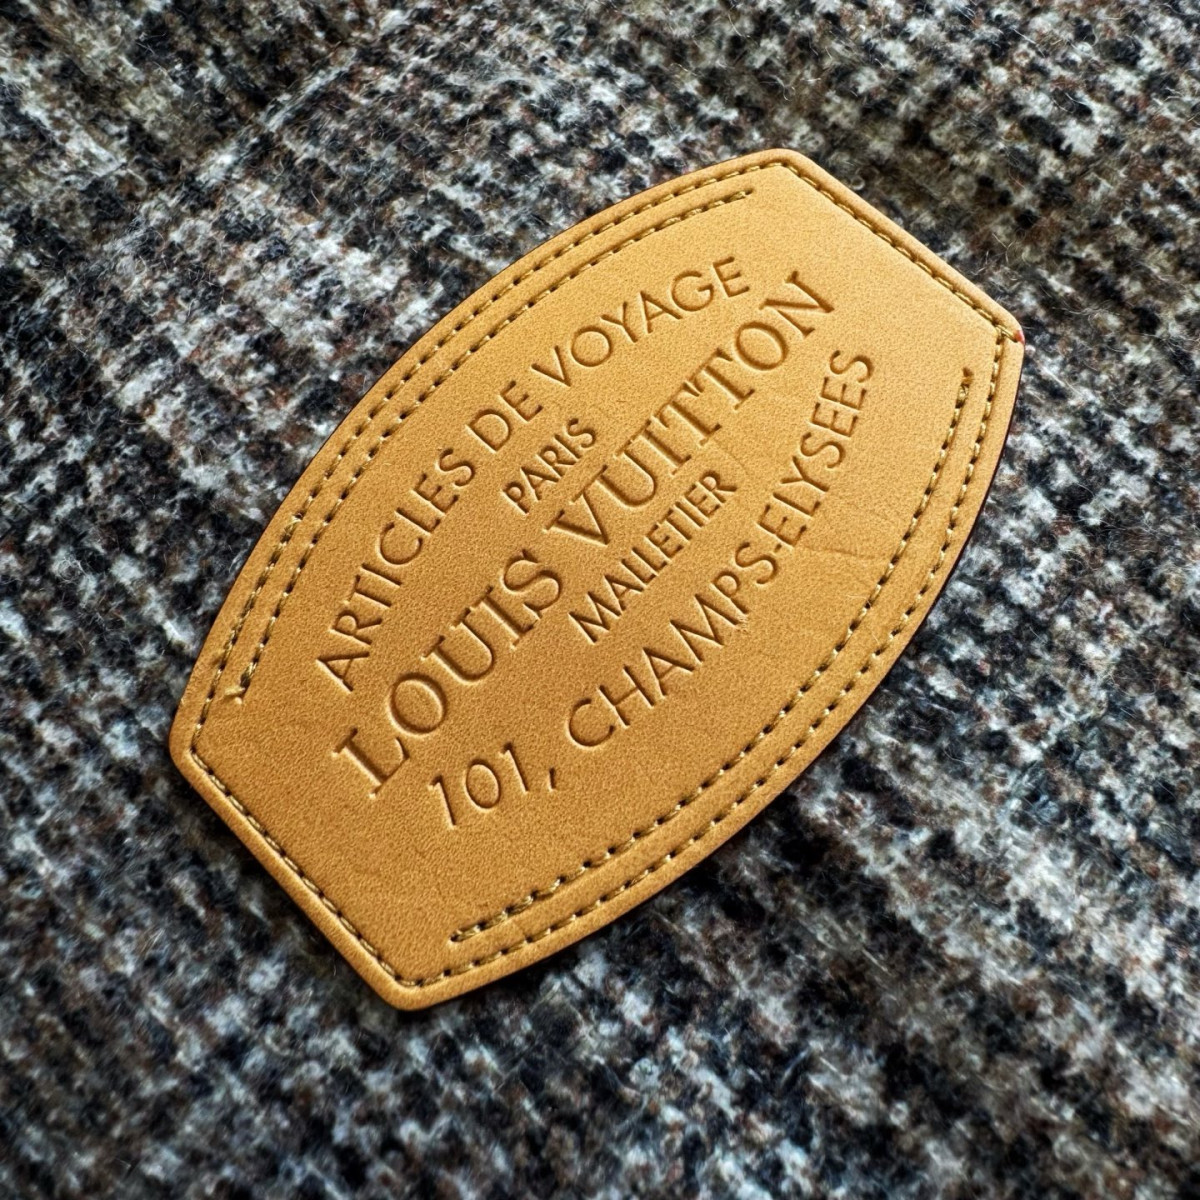 ARTICLES DE VOYAGE
PARIS
LOUIS VUITTON
MALLETIER
101, CHAMPS-ELYSEES